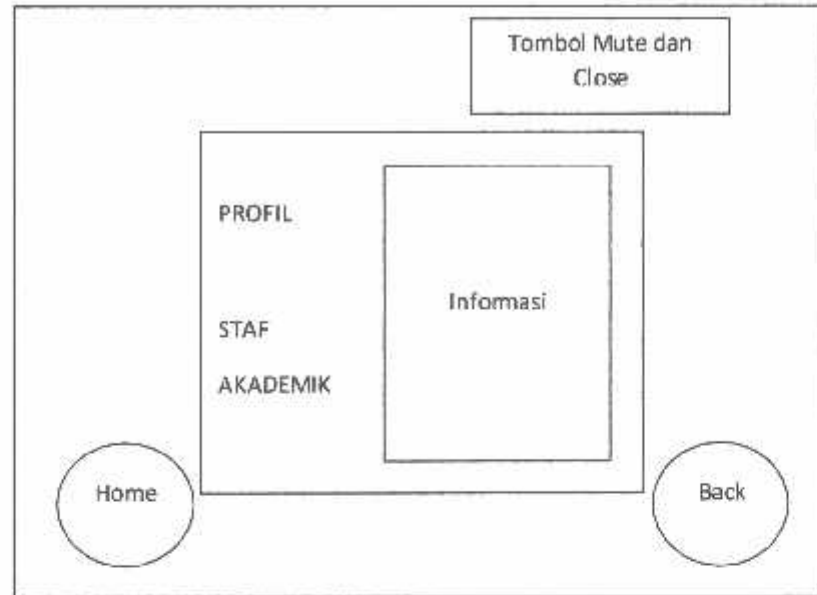 Tombol Mute dan
Close
PROFIL
Informasi
STAF
AKADEMIK
Home
Back